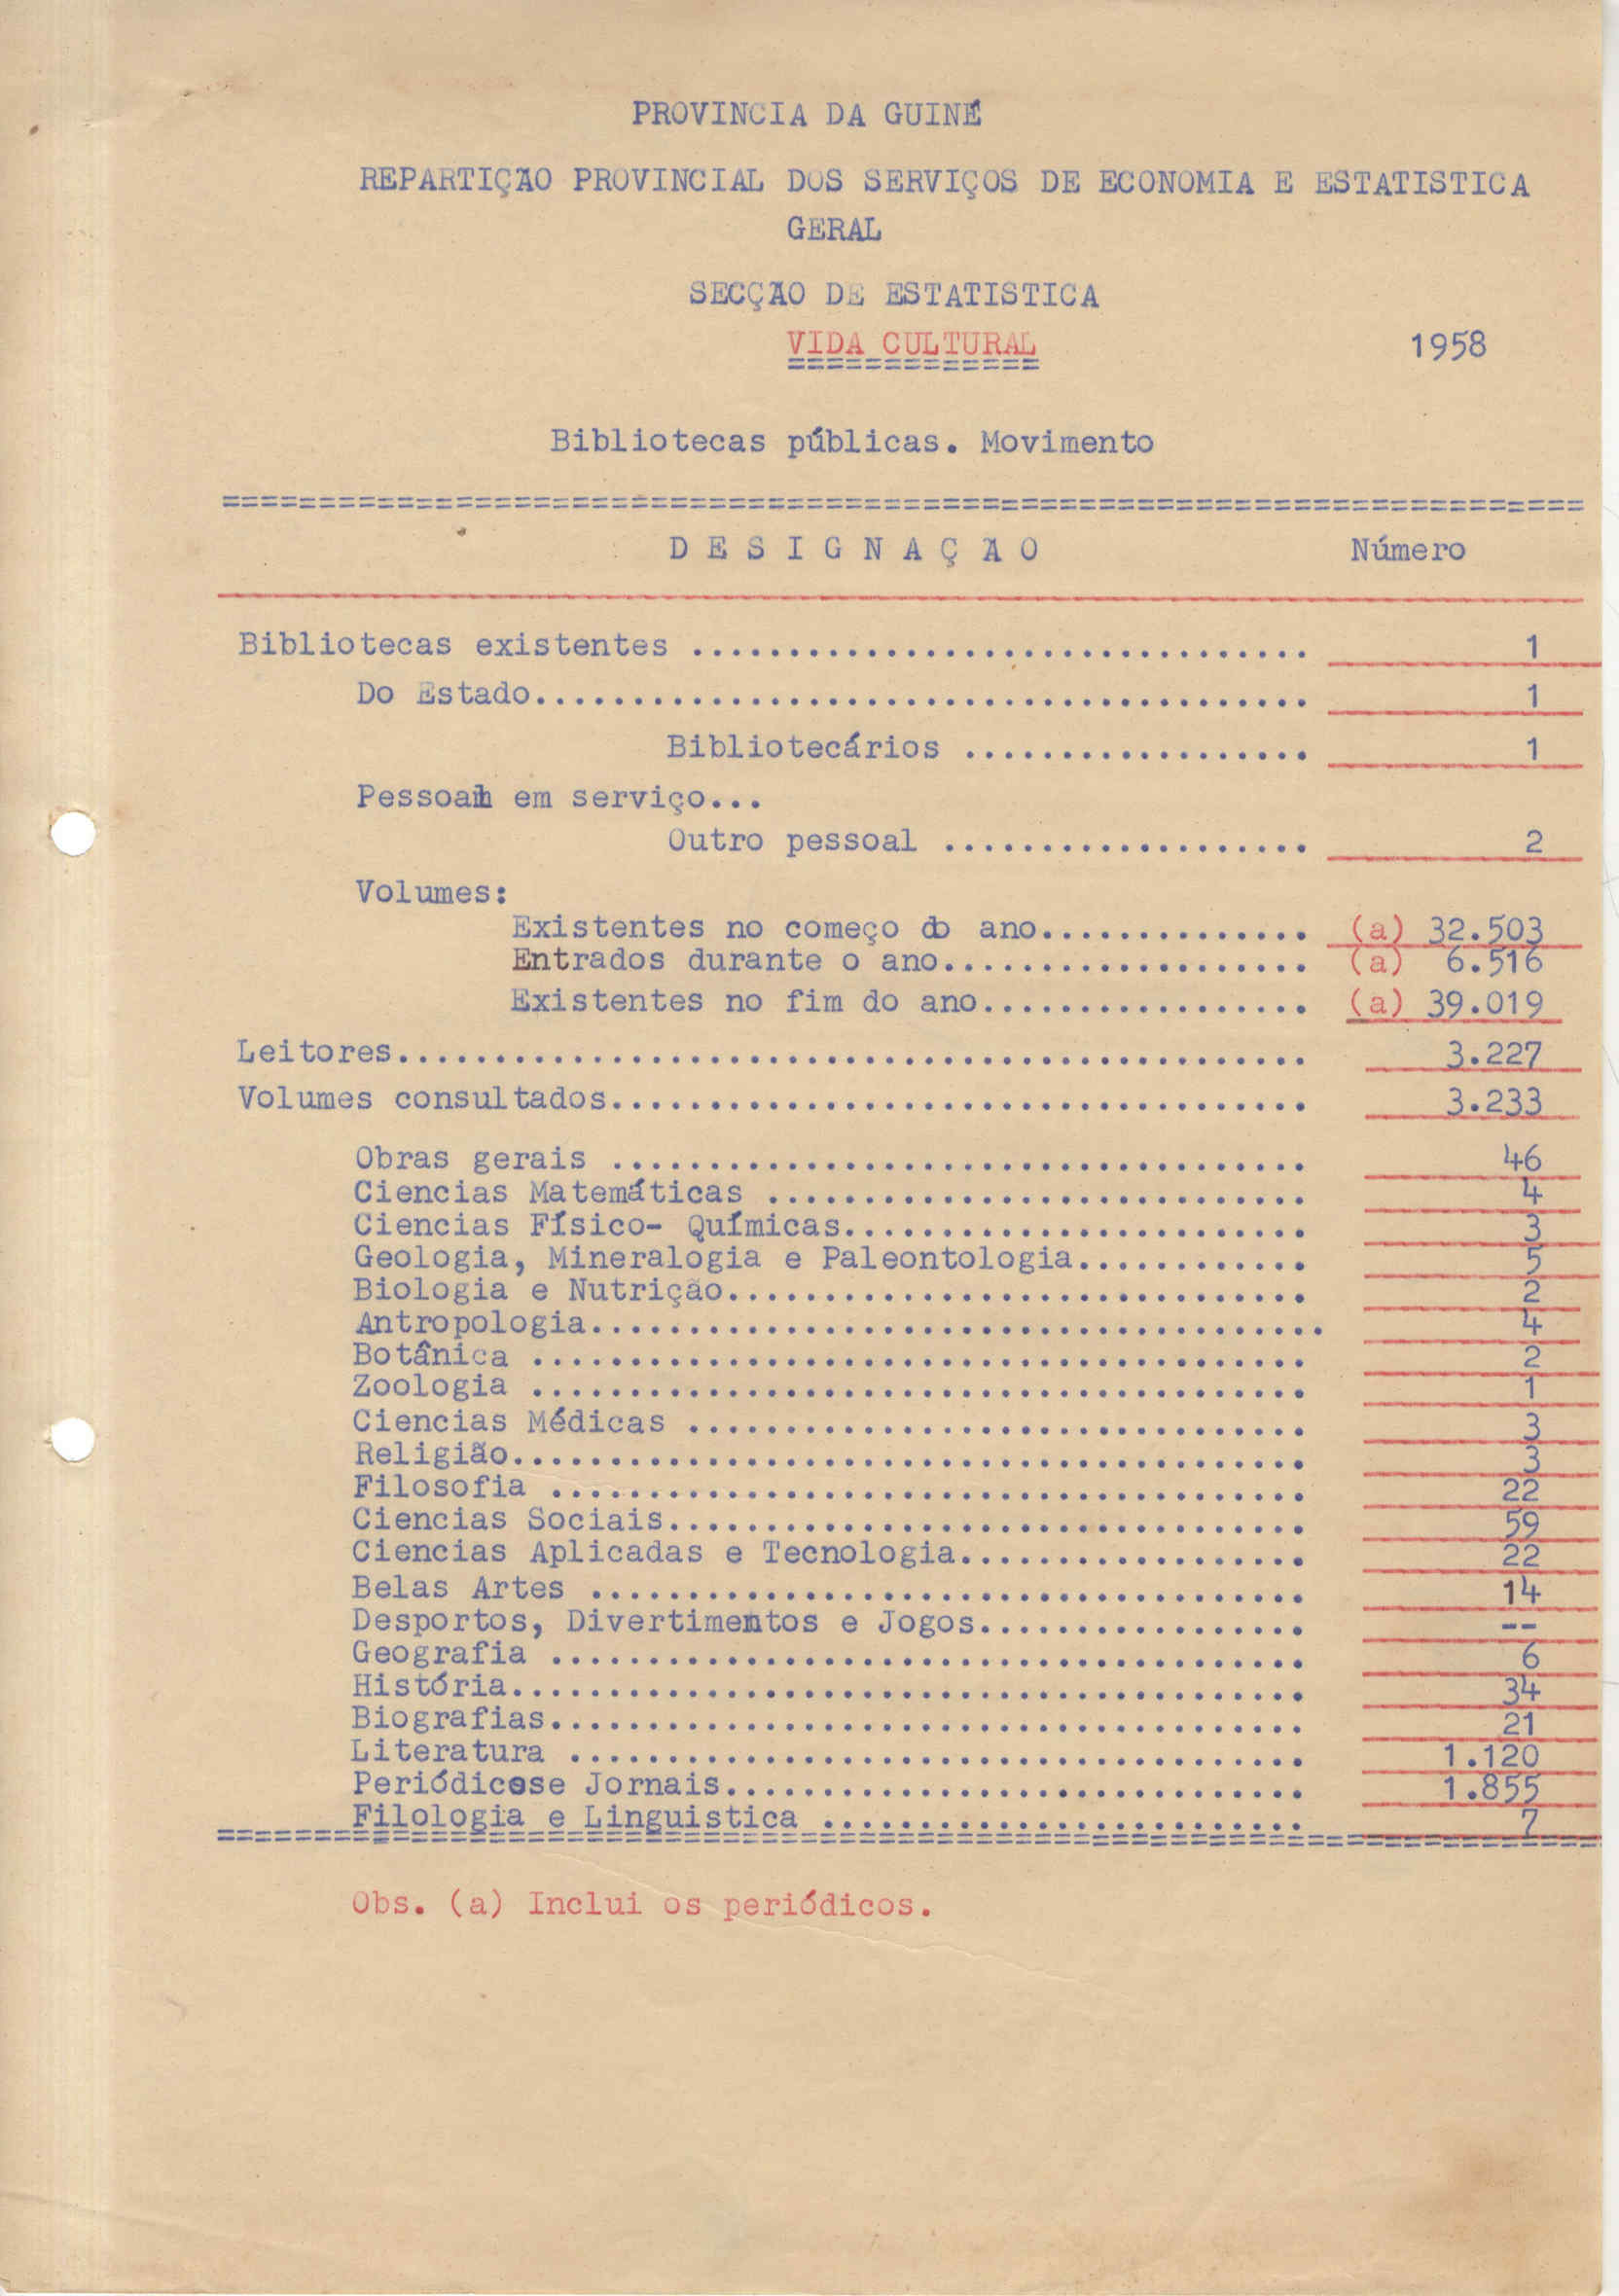 PROVINCIA DA GUINÉ
REPARTIÇÃO PROVINCIAL DOS SERVIÇOS DE ECONOMIA E ESTATISTICA
GERAL
SECÇÃO DE ESTATISTICA
VIDA CULTURAL 1958
Bibliotecas públicas. Movimento
DESIGNAÇÃO Número
Bibliotecas existentes ................................ 1
Do Estado........................................ 1
Bibliotecários .................. 1
Pessoal em serviço...
Outro pessoal ................... 2
Volumes:
Existentes no começo do ano.............. (a) 32.503
Entrados durante o ano................... (a) 6.516
Existentes no fim do ano................. (a) 39.019
Leitores............................................... 3.227
Volumes consultados.................................... 3.233
Obras gerais .................................... 46
Ciencias Matemáticas ............................ 4
Ciencias Físico- Químicas........................ 3
Geologia, Mineralogia e Paleontologia............ 5
Biologia e Nutrição.............................. 2
Antropologia...................................... 4
Botânica ........................................ 2
Zoologia ........................................ 1
Ciencias Médicas ................................ 3
Religião......................................... 3
Filosofia ....................................... 22
Ciencias Sociais................................. 59
Ciencias Aplicadas e Tecnologia.................. 22
Belas Artes ..................................... 14
Desportos, Divertimentos e Jogos................. --
Geografia ....................................... 6
História......................................... 34
Biografias....................................... 21
Literatura ...................................... 1.120
Periódicose Jornais.............................. 1.855
Filologia e Linguistica ......................... 7
Obs. (a) Inclui os periódicos.